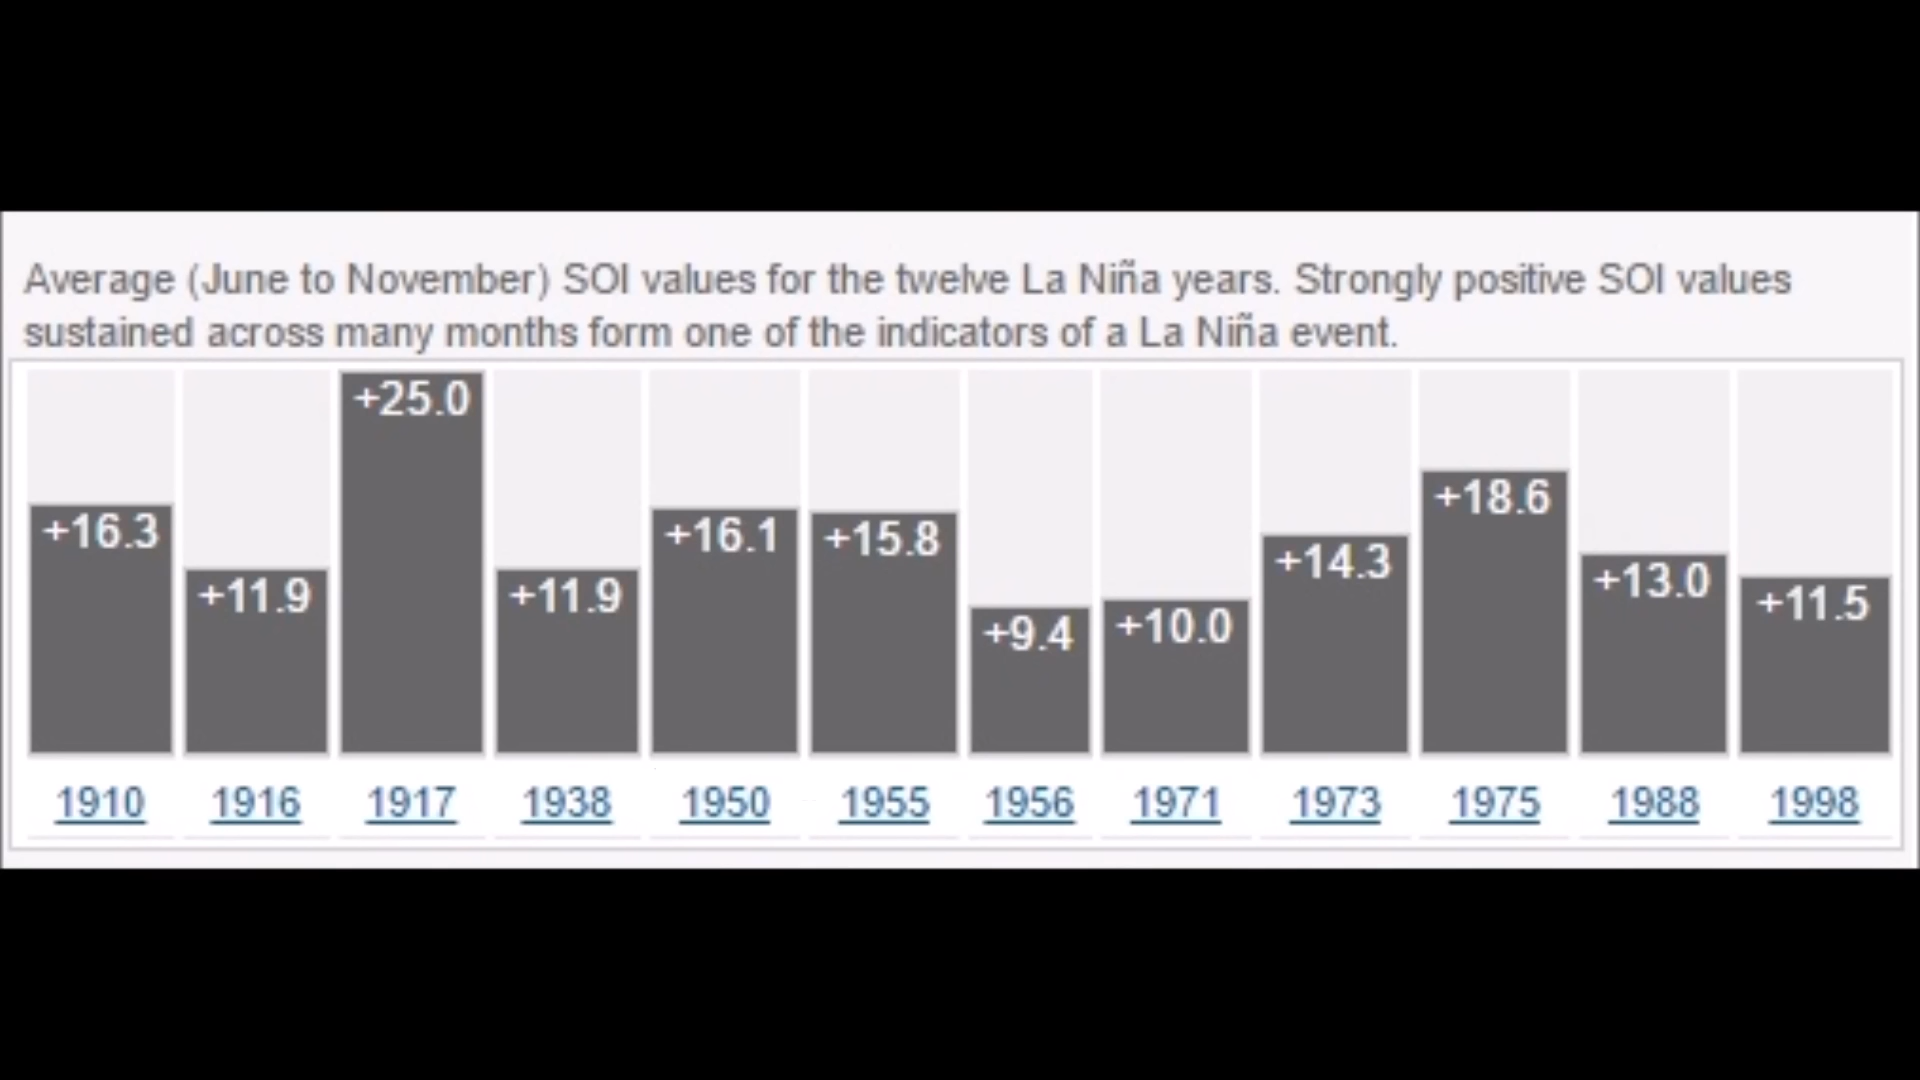 Average (June to November) SOI values for the twelve La Niña years. Strongly positive SOI values
sustained across many months form one of the indicators of a La Niña event.
+16.3 +11.9 +25.0 +11.9 +16.1 +15.8 +9.4 +10.0 +14.3 +18.6 +13.0 +11.5
1910 1916 1917 1938 1950 1955 1956 1971 1973 1975 1988 1998